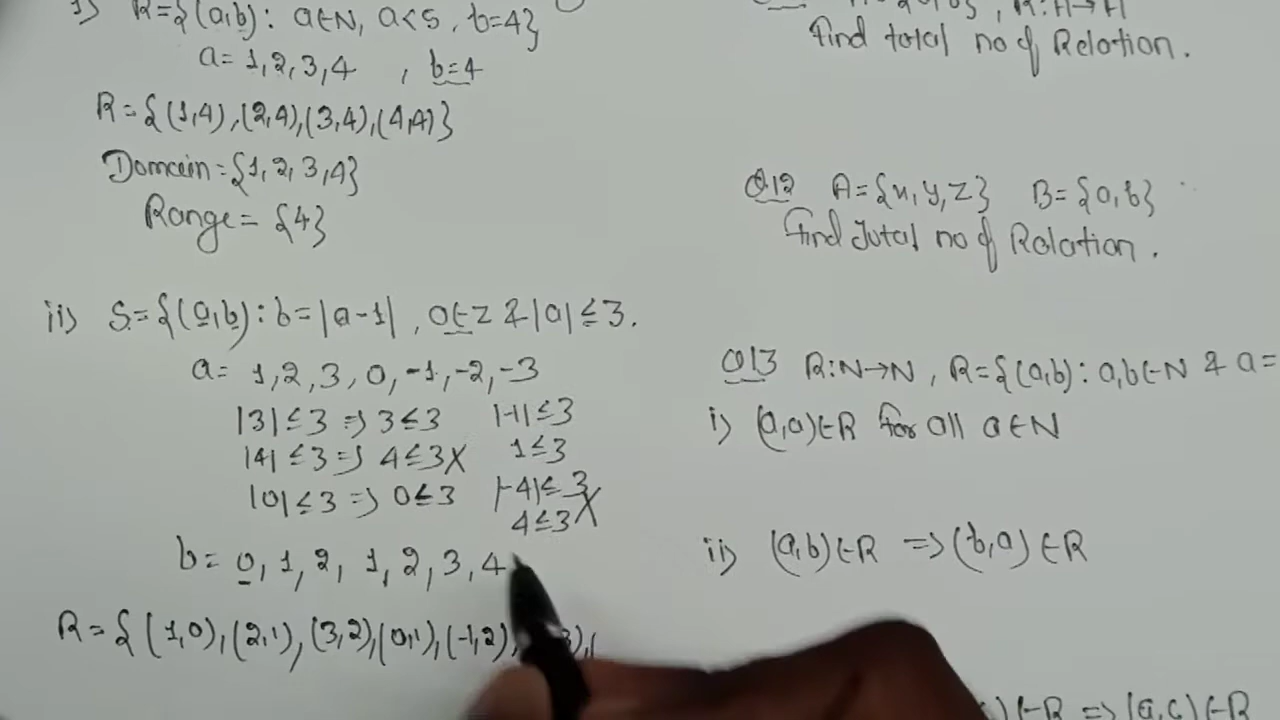 i) R={(a,b): a∈N, a<5, b=4}
a= 1,2,3,4 , b=4
R={(1,4),(2,4),(3,4),(4,4)}
Domain={1,2,3,4}
Range= {4}
ii) S={(a,b): b=|a-1| , a∈z & |a|≤3.
a= 1,2,3,0,-1,-2,-3
|3|≤3 => 3≤3 |-1|≤3
|4|≤3=> 4≤3X 1≤3
|0|≤3 => 0≤3 |-4|≤3
4≤3X
b= 0,1,2, 1,2,3,4
R={(1,0),(2,1),(3,2),(0,1),(-1,2), 3),(
R:A→A
Find total no of Relation.
Q12 A={x,y,z} B={a,b}
Find Total no of Relation.
Q13 R:N→N, R={(a,b): a,b∈N & a=
i) (a,a)∈R for all a∈N
ii) (a,b)∈R =>(b,a)∈R
)∈R => (a,c)∈R